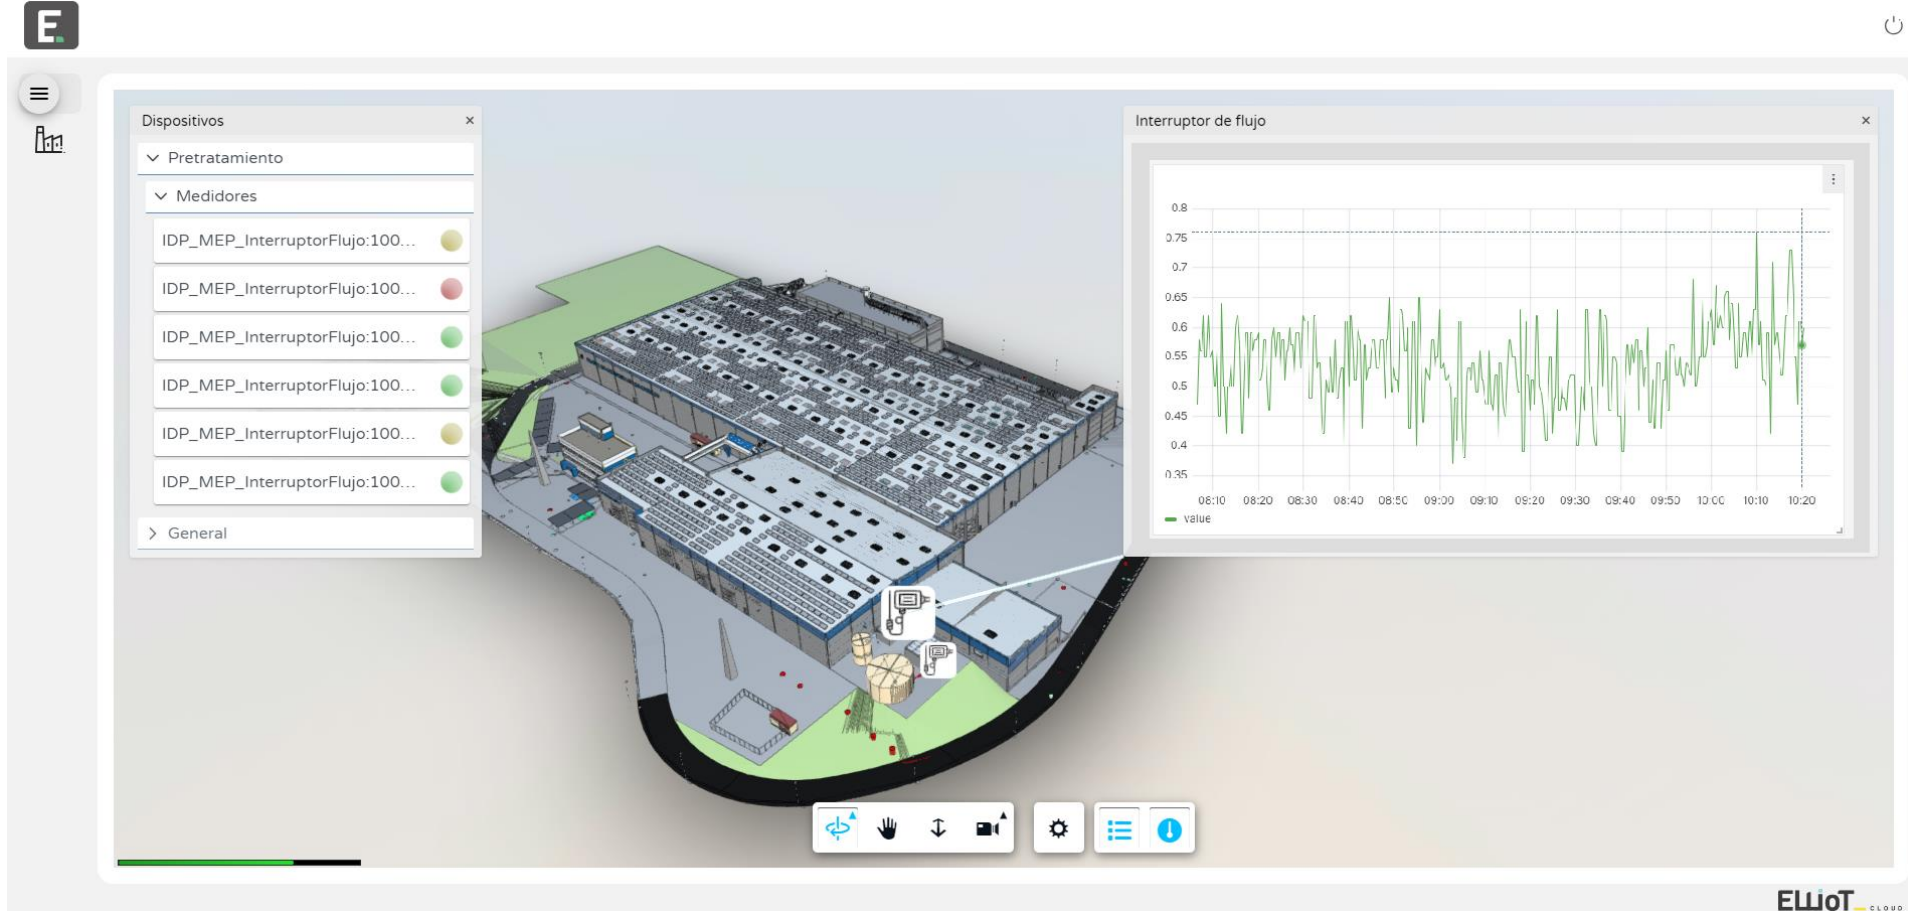 E.
Dispositivos ×
Pretratamiento
Medidores
IDP_MEP_InterruptorFlujo:100...
IDP_MEP_InterruptorFlujo:100...
IDP_MEP_InterruptorFlujo:100...
IDP_MEP_InterruptorFlujo:100...
IDP_MEP_InterruptorFlujo:100...
IDP_MEP_InterruptorFlujo:100...
General
Interruptor de flujo ×
0.8
0.75
0.7
0.65
0.6
0.55
0.5
0.45
0.4
0.35
08:10 08:20 08:30 08:40 08:50 09:00 09:10 09:20 09:30 09:40 09:50 10:00 10:10 10:20
value
ELLIOT_ CLOUD